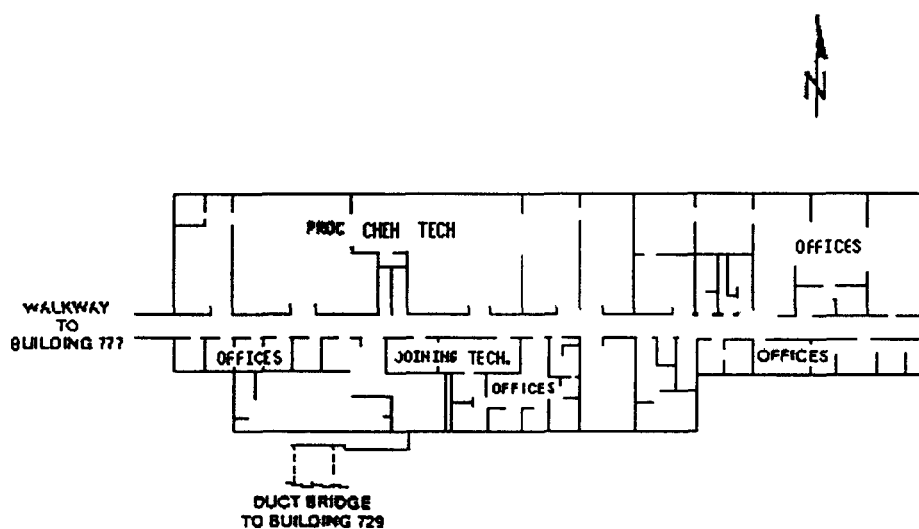 N
PROC CHEM TECH
OFFICES
WALKWAY
TO
BUILDING 777
OFFICES
JOINING TECH.
OFFICES
OFFICES
DUCT BRIDGE
TO BUILDING 729